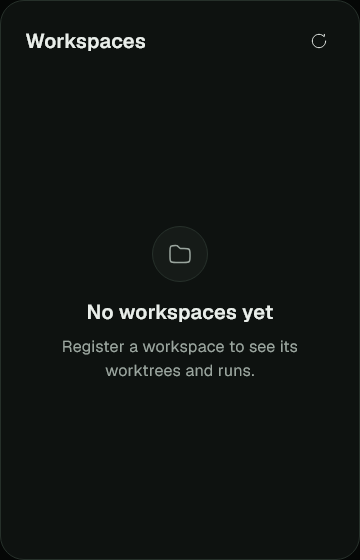 Workspaces
No workspaces yet
Register a workspace to see its
worktrees and runs.